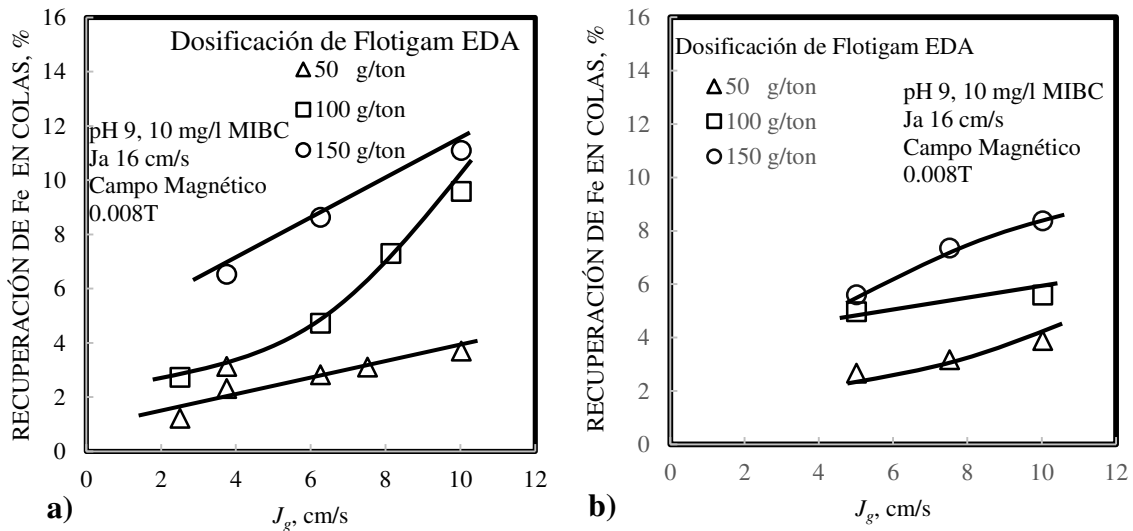 RECUPERACIÓN DE Fe EN COLAS, %
16
14
12
10
8
6
4
2
0
Dosificación de Flotigam EDA
50 g/ton
100 g/ton
150 g/ton
pH 9, 10 mg/l MIBC
Ja 16 cm/s
Campo Magnético
0.008T
0 2 4 6 8 10 12
Jg, cm/s
a)
RECUPERACIÓN DE Fe EN COLAS, %
16
14
12
10
8
6
4
2
0
Dosificación de Flotigam EDA
50 g/ton
100 g/ton
150 g/ton
pH 9, 10 mg/l MIBC
Ja 16 cm/s
Campo Magnético
0.008T
0 2 4 6 8 10 12
Jg, cm/s
b)